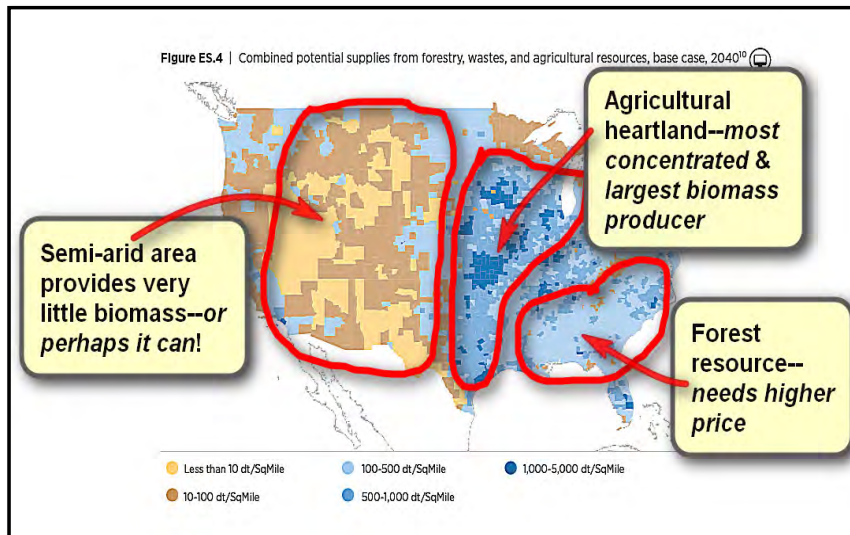 Figure ES.4 | Combined potential supplies from forestry, wastes, and agricultural resources, base case, 2040¹⁰
Agricultural
heartland--most
concentrated &
largest biomass
producer
Semi-arid area
provides very
little biomass--or
perhaps it can!
Forest
resource--
needs higher
price
Less than 10 dt/SqMile
100-500 dt/SqMile
1,000-5,000 dt/SqMile
10-100 dt/SqMile
500-1,000 dt/SqMile